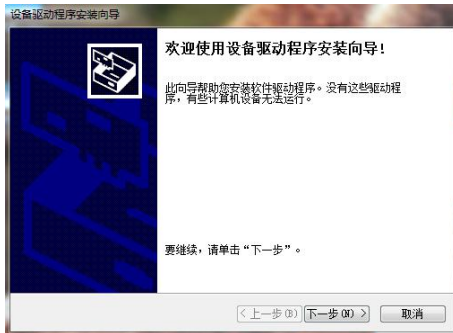 设备驱动程序安装向导
欢迎使用设备驱动程序安装向导!
此向导帮助您安装软件驱动程序。没有这些驱动程
序，有些计算机设备无法运行。
要继续，请单击“下一步”。
< 上一步(B) 下一步(N) > 取消